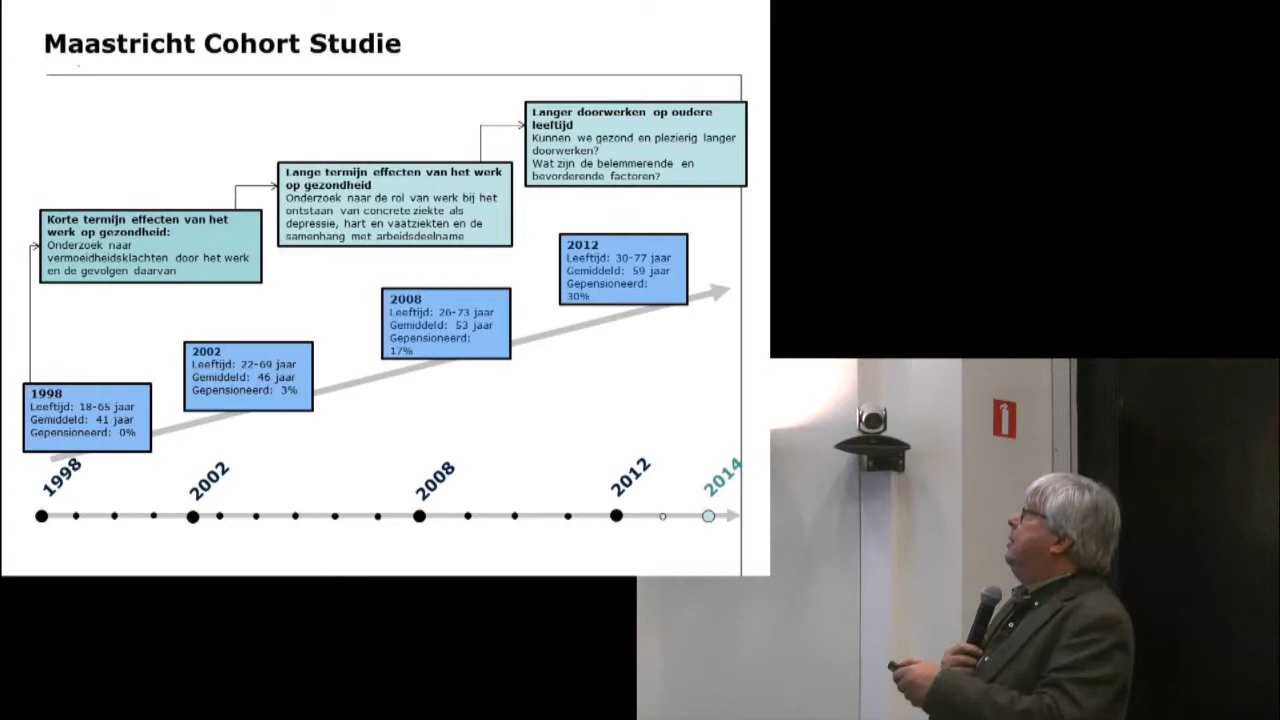 Maastricht Cohort Studie
Langer doorwerken op oudere
leeftijd
Kunnen we gezond en plezierig langer
doorwerken?
Wat zijn de belemmerende en
bevorderende factoren?
Lange termijn effecten van het werk
op gezondheid
Onderzoek naar de rol van werk bij het
ontstaan van concrete ziekte als
depressie, hart en vaatziekten en de
samenhang met arbeidsdeelname
Korte termijn effecten van het
werk op gezondheid:
Onderzoek naar
vermoeidheidsklachten door het werk
en de gevolgen daarvan
2012
Leeftijd: 30-77 jaar
Gemiddeld: 59 jaar
Gepensioneerd:
30%
2008
Leeftijd: 26-73 jaar
Gemiddeld: 53 jaar
Gepensioneerd:
17%
2002
Leeftijd: 22-69 jaar
Gemiddeld: 46 jaar
Gepensioneerd: 3%
1998
Leeftijd: 18-65 jaar
Gemiddeld: 41 jaar
Gepensioneerd: 0%
1998
2002
2008
2012
2014